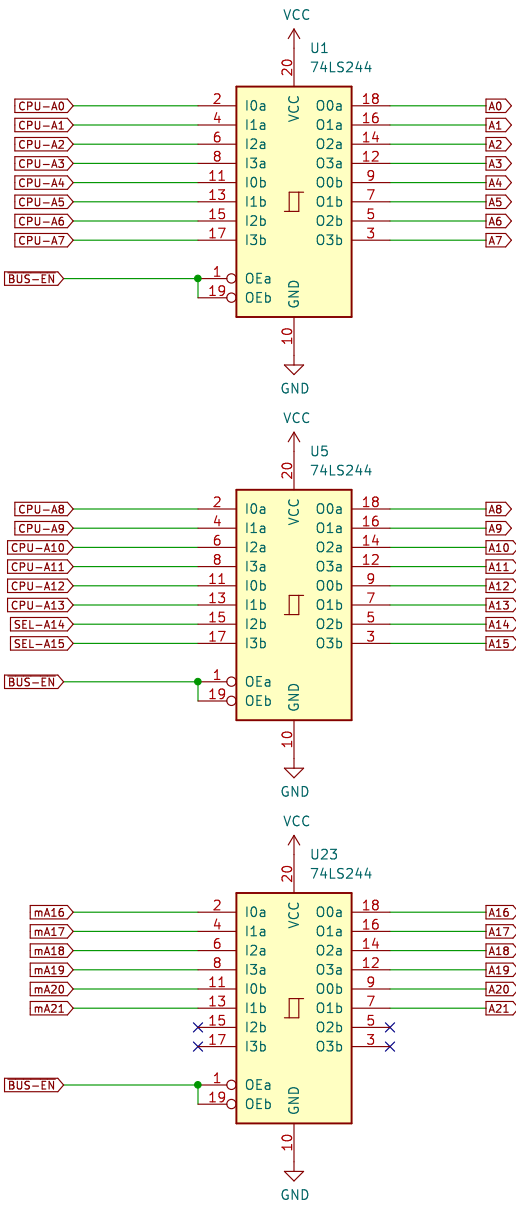 VCC
U1
74LS244
20
CPU-A0 2 I0a VCC O0a 18 A0
CPU-A1 4 I1a O1a 16 A1
CPU-A2 6 I2a O2a 14 A2
CPU-A3 8 I3a O3a 12 A3
CPU-A4 11 I0b O0b 9 A4
CPU-A5 13 I1b O1b 7 A5
CPU-A6 15 I2b O2b 5 A6
CPU-A7 17 I3b O3b 3 A7
BUS-EN 1 OEa
19 OEb GND
10
GND
VCC
U5
74LS244
20
CPU-A8 2 I0a VCC O0a 18 A8
CPU-A9 4 I1a O1a 16 A9
CPU-A10 6 I2a O2a 14 A10
CPU-A11 8 I3a O3a 12 A11
CPU-A12 11 I0b O0b 9 A12
CPU-A13 13 I1b O1b 7 A13
SEL-A14 15 I2b O2b 5 A14
SEL-A15 17 I3b O3b 3 A15
BUS-EN 1 OEa
19 OEb GND
10
GND
VCC
U23
74LS244
20
mA16 2 I0a VCC O0a 18 A16
mA17 4 I1a O1a 16 A17
mA18 6 I2a O2a 14 A18
mA19 8 I3a O3a 12 A19
mA20 11 I0b O0b 9 A20
mA21 13 I1b O1b 7 A21
15 I2b O2b 5
17 I3b O3b 3
BUS-EN 1 OEa
19 OEb GND
10
GND